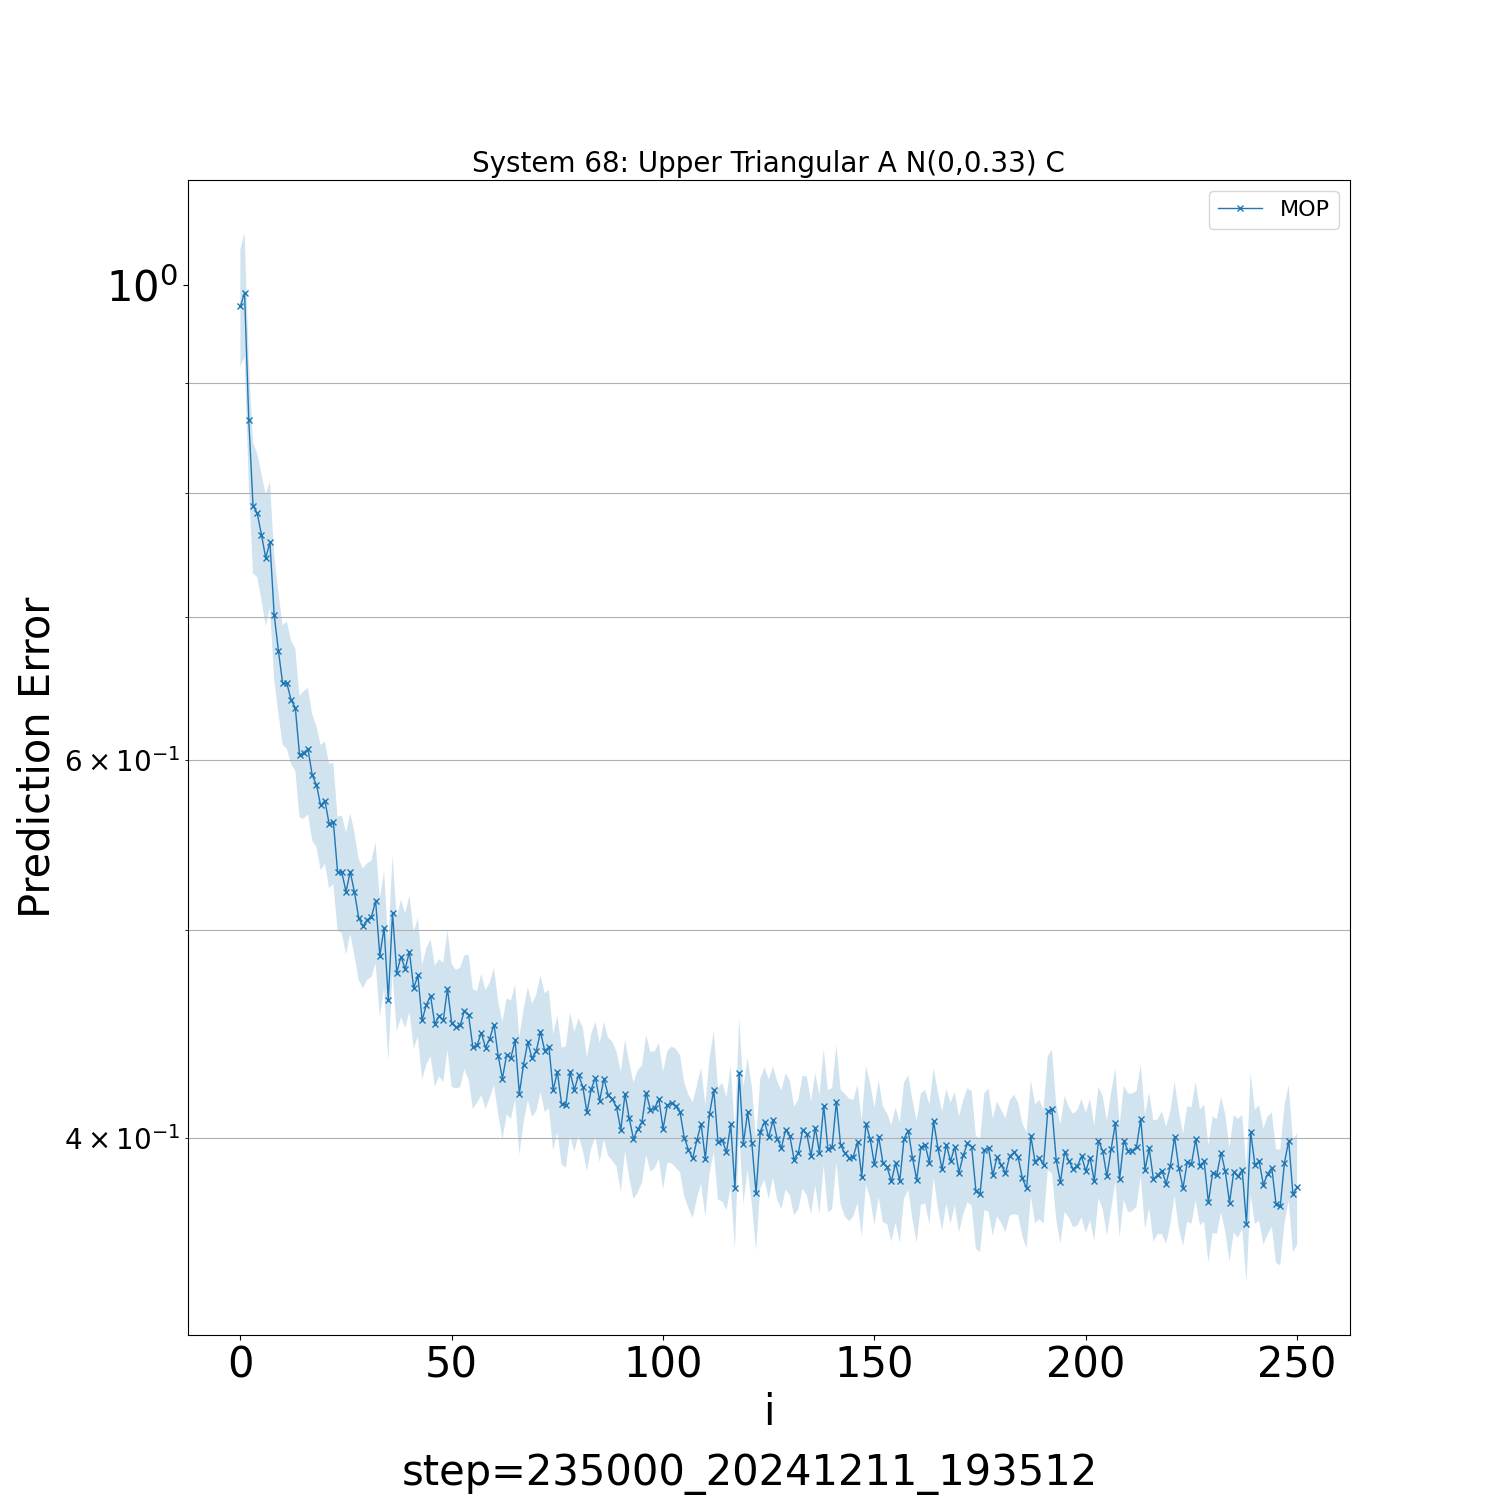 System 68: Upper Triangular A N(0,0.33) C
MOP
10⁰
6 × 10⁻¹
4 × 10⁻¹
Prediction Error
0 50 100 150 200 250
i
step=235000_20241211_193512